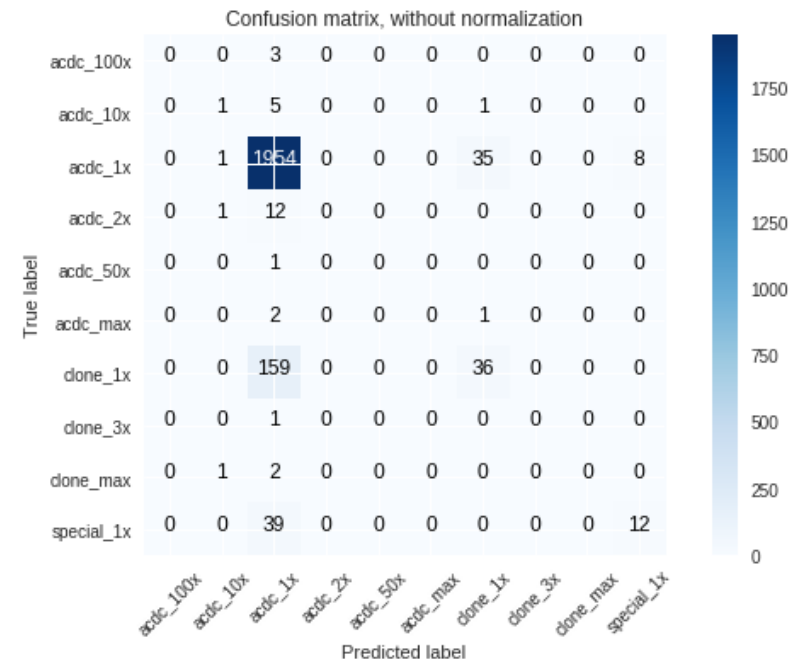 Confusion matrix, without normalization
True label
acdc_100x 0 0 3 0 0 0 0 0 0 0
acdc_10x 0 1 5 0 0 0 1 0 0 0
acdc_1x 0 1 1954 0 0 0 35 0 0 8
acdc_2x 0 1 12 0 0 0 0 0 0 0
acdc_50x 0 0 1 0 0 0 0 0 0 0
acdc_max 0 0 2 0 0 0 1 0 0 0
clone_1x 0 0 159 0 0 0 36 0 0 0
clone_3x 0 0 1 0 0 0 0 0 0 0
clone_max 0 1 2 0 0 0 0 0 0 0
special_1x 0 0 39 0 0 0 0 0 0 12
acdc_100x acdc_10x acdc_1x acdc_2x acdc_50x acdc_max clone_1x clone_3x clone_max special_1x
Predicted label
1750
1500
1250
1000
750
500
250
0